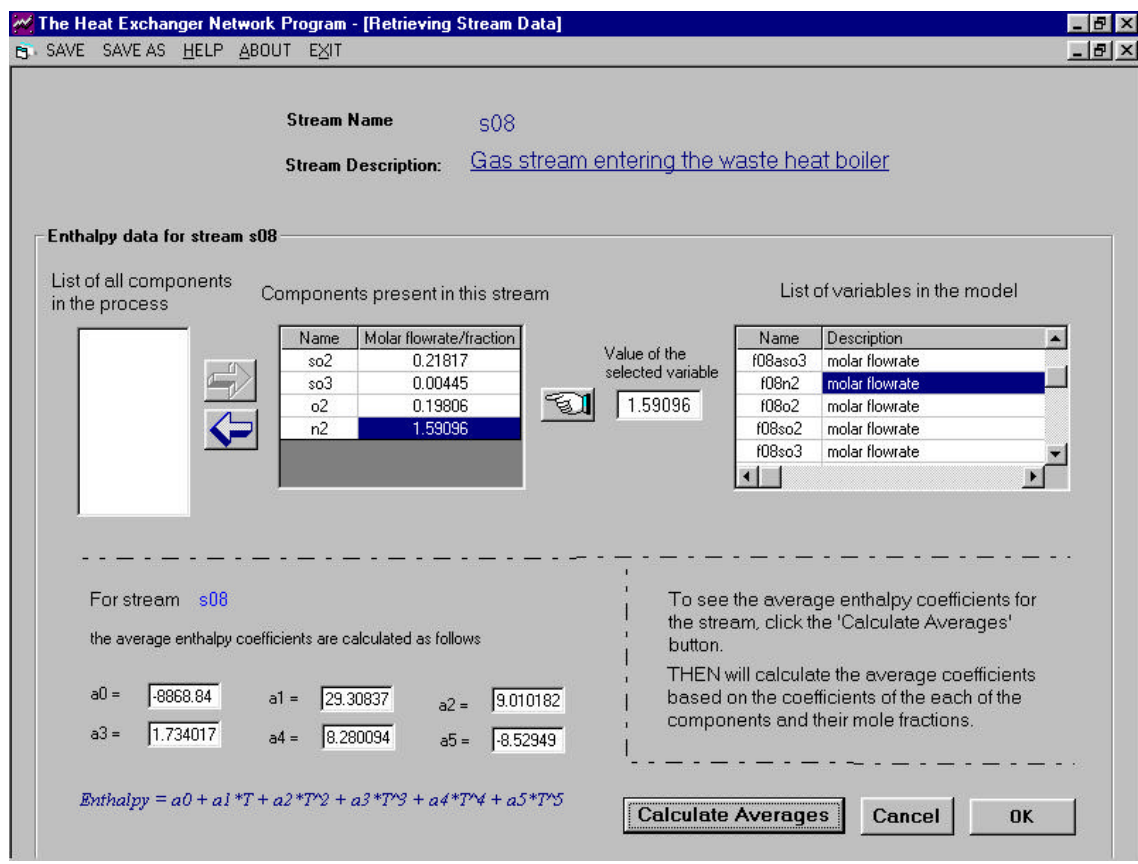 The Heat Exchanger Network Program - [Retrieving Stream Data]
SAVE SAVE AS HELP ABOUT EXIT
Stream Name s08
Stream Description: Gas stream entering the waste heat boiler
Enthalpy data for stream s08
List of all components
in the process
Components present in this stream
Name Molar flowrate/fraction
so2 0.21817
so3 0.00445
o2 0.19806
n2 1.59096
Value of the
selected variable
1.59096
List of variables in the model
Name Description
f08aso3 molar flowrate
f08n2 molar flowrate
f08o2 molar flowrate
f08so2 molar flowrate
f08so3 molar flowrate
For stream s08
the average enthalpy coefficients are calculated as follows
a0 = -8868.84 a1 = 29.30837 a2 = 9.010182
a3 = 1.734017 a4 = 8.280094 a5 = -8.52949
Enthalpy = a0 + a1*T + a2*T^2 + a3*T^3 + a4*T^4 + a5*T^5
To see the average enthalpy coefficients for
the stream, click the 'Calculate Averages'
button.
THEN will calculate the average coefficients
based on the coefficients of the each of the
components and their mole fractions.
Calculate Averages Cancel OK